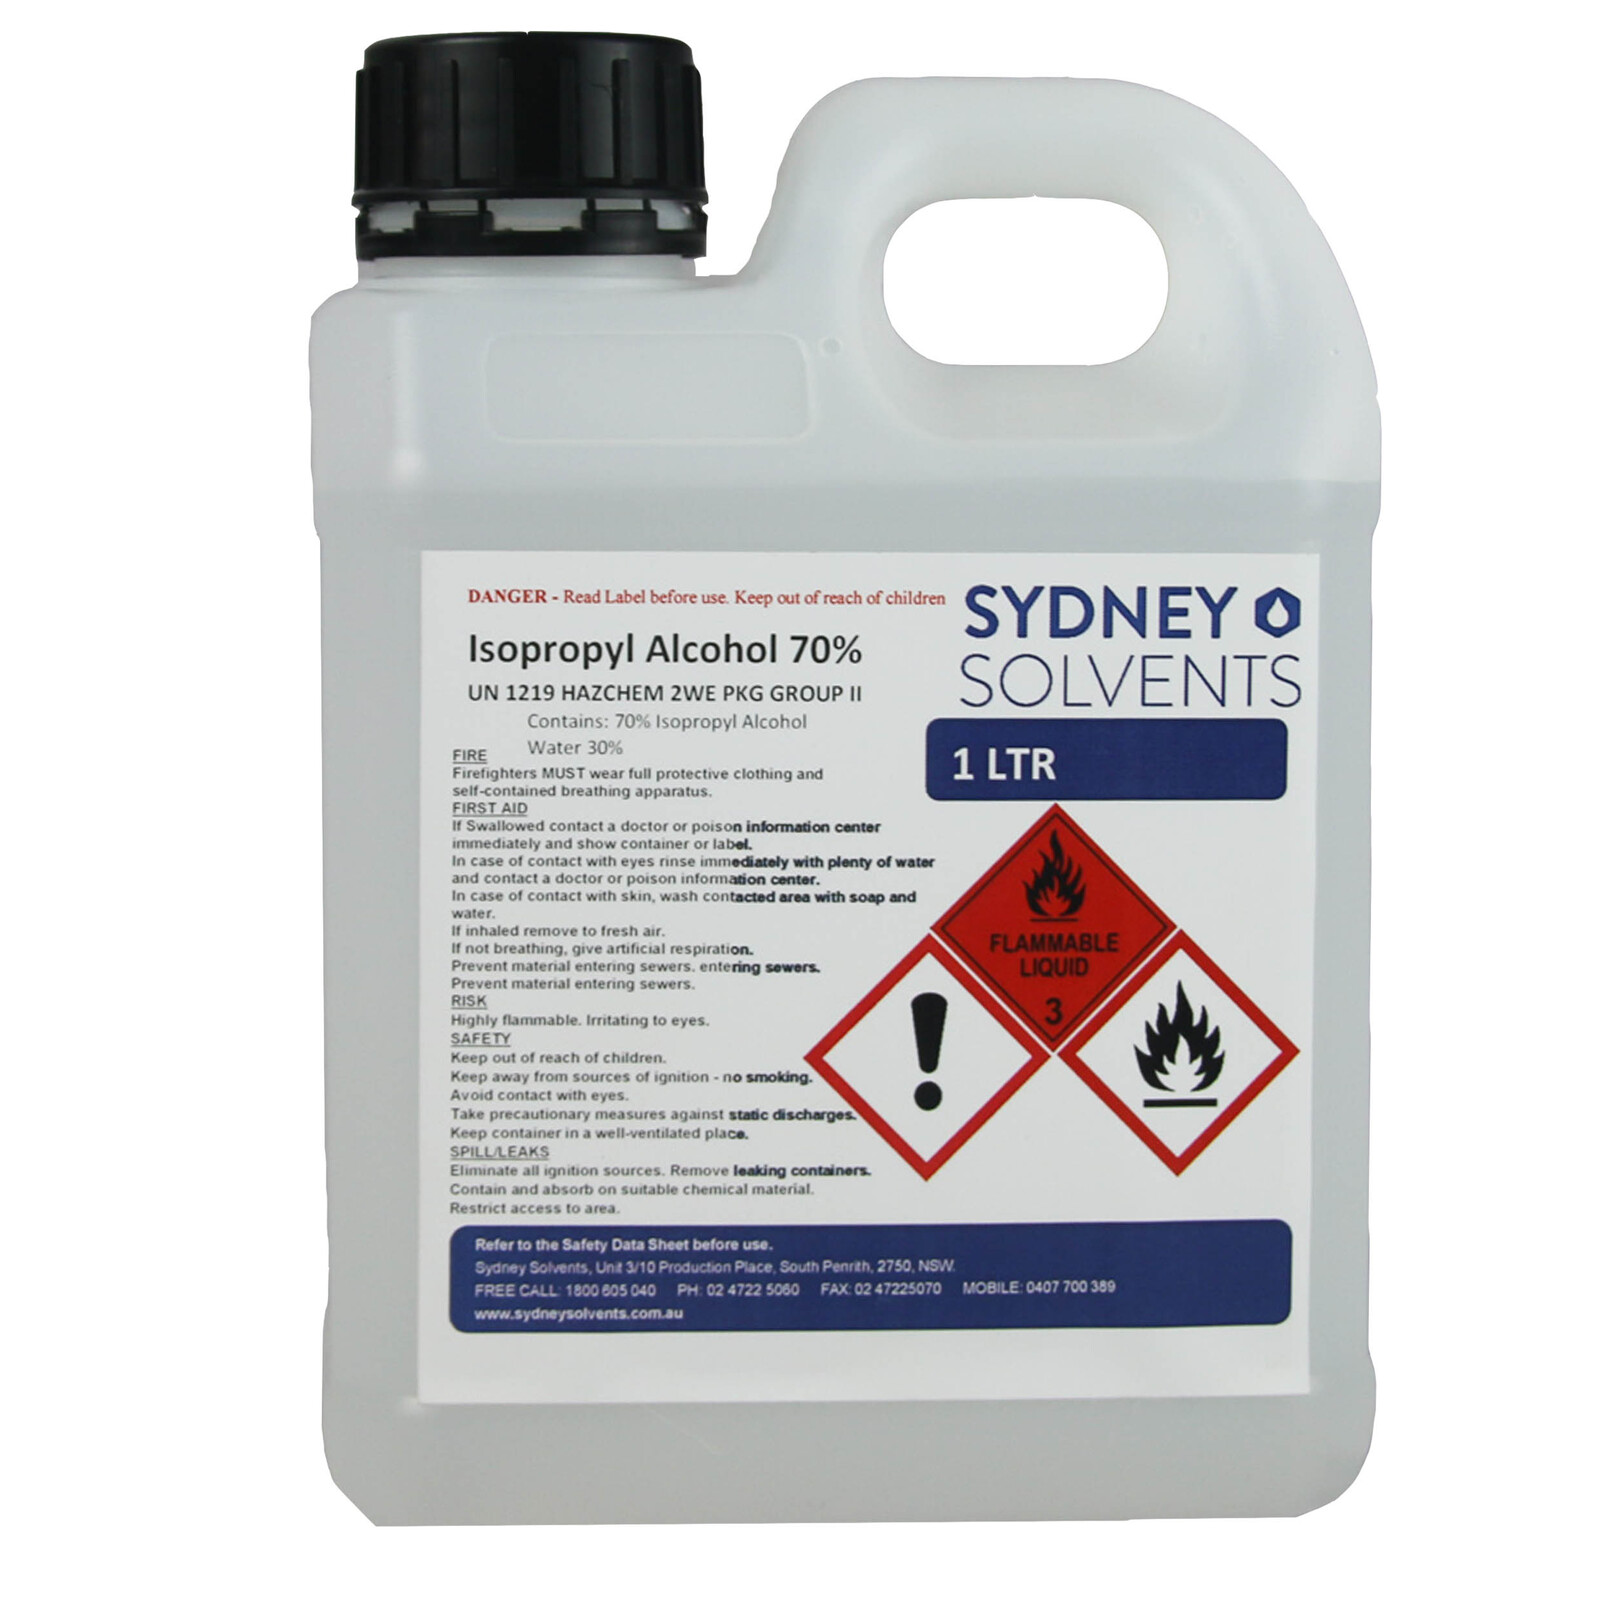 DANGER - Read Label before use. Keep out of reach of children
SYDNEY
SOLVENTS
Isopropyl Alcohol 70%
UN 1219 HAZCHEM 2WE PKG GROUP II
Contains: 70% Isopropyl Alcohol
Water 30%
1 LTR
FIRE
Firefighters MUST wear full protective clothing and
self-contained breathing apparatus.
FIRST AID
If Swallowed contact a doctor or poison information center
immediately and show container or label.
In case of contact with eyes rinse immediately with plenty of water
and contact a doctor or poison information center.
In case of contact with skin, wash contacted area with soap and
water.
If inhaled remove to fresh air.
If not breathing, give artificial respiration.
Prevent material entering sewers. entering sewers.
Prevent material entering sewers.
RISK
Highly flammable. Irritating to eyes.
SAFETY
Keep out of reach of children.
Keep away from sources of ignition - no smoking.
Avoid contact with eyes.
Take precautionary measures against static discharges.
Keep container in a well-ventilated place.
SPILL/LEAKS
Eliminate all ignition sources. Remove leaking containers.
Contain and absorb on suitable chemical material.
Restrict access to area.
FLAMMABLE
LIQUID
3
Refer to the Safety Data Sheet before use.
Sydney Solvents, Unit 3/10 Production Place, South Penrith, 2750, NSW.
FREE CALL: 1800 605 040 PH: 02 4722 5060 FAX: 02 47225070 MOBILE: 0407 700 389
www.sydneysolvents.com.au